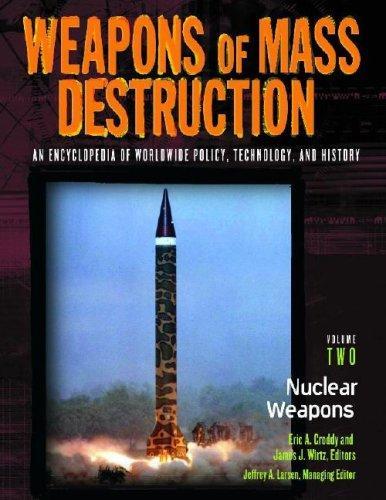 WEAPONS OF MASS
DESTRUCTION
AN ENCYCLOPEDIA OF WORLDWIDE POLICY, TECHNOLOGY, AND HISTORY
VOLUME
TWO
Nuclear
Weapons
Eric A. Croddy and
James J. Wirtz, Editors
Jeffrey A. Larsen, Managing Editor